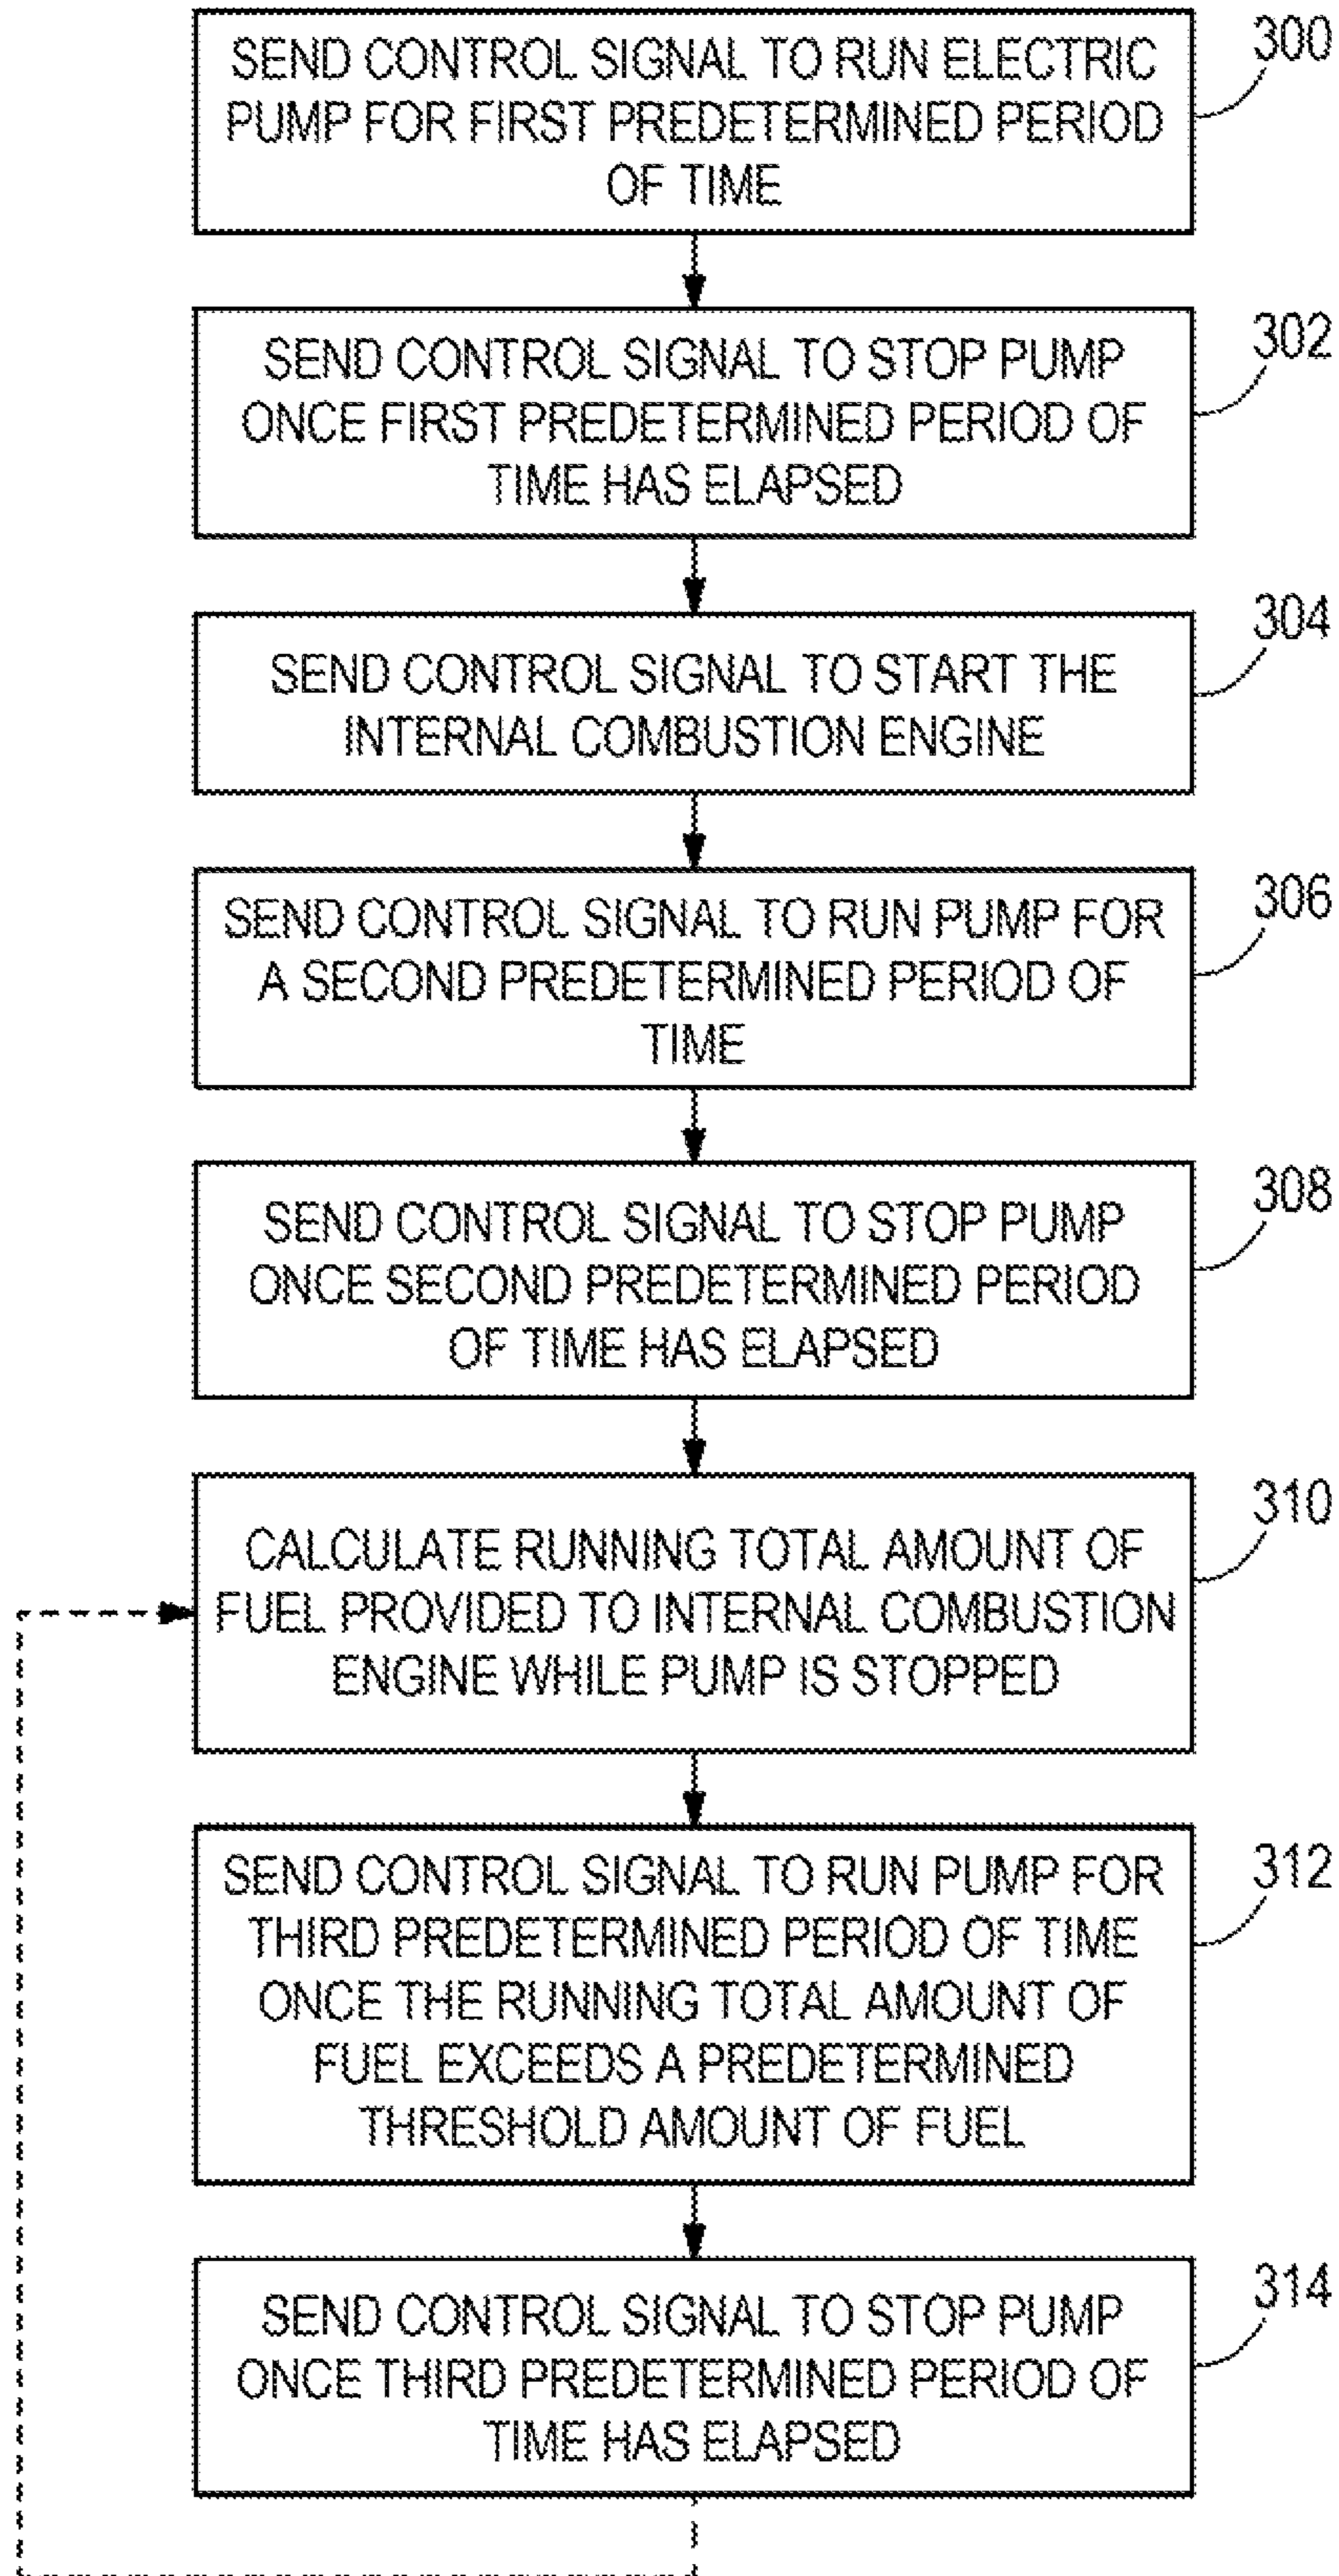 SEND CONTROL SIGNAL TO RUN ELECTRIC
PUMP FOR FIRST PREDETERMINED PERIOD
OF TIME
300
SEND CONTROL SIGNAL TO STOP PUMP
ONCE FIRST PREDETERMINED PERIOD OF
TIME HAS ELAPSED
302
SEND CONTROL SIGNAL TO START THE
INTERNAL COMBUSTION ENGINE
304
SEND CONTROL SIGNAL TO RUN PUMP FOR
A SECOND PREDETERMINED PERIOD OF
TIME
306
SEND CONTROL SIGNAL TO STOP PUMP
ONCE SECOND PREDETERMINED PERIOD
OF TIME HAS ELAPSED
308
CALCULATE RUNNING TOTAL AMOUNT OF
FUEL PROVIDED TO INTERNAL COMBUSTION
ENGINE WHILE PUMP IS STOPPED
310
SEND CONTROL SIGNAL TO RUN PUMP FOR
THIRD PREDETERMINED PERIOD OF TIME
ONCE THE RUNNING TOTAL AMOUNT OF
FUEL EXCEEDS A PREDETERMINED
THRESHOLD AMOUNT OF FUEL
312
SEND CONTROL SIGNAL TO STOP PUMP
ONCE THIRD PREDETERMINED PERIOD OF
TIME HAS ELAPSED
314